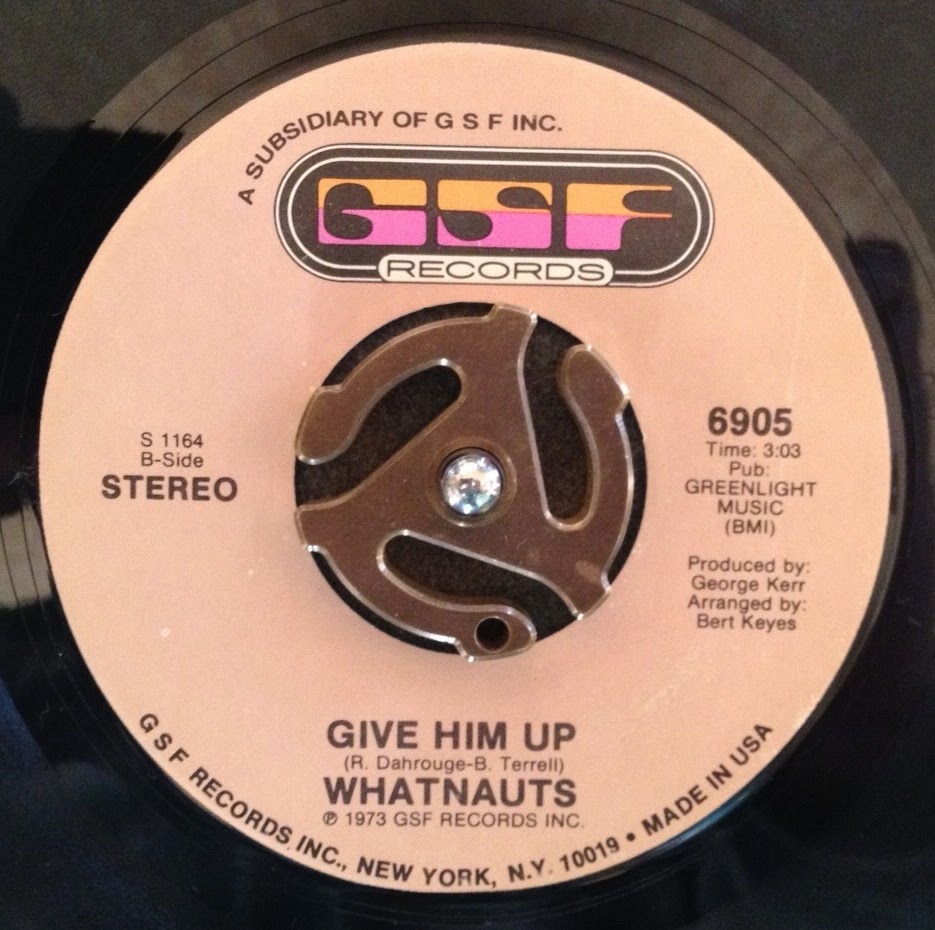 A SUBSIDIARY OF G S F INC.
GSF
RECORDS
S 1164
B-Side
STEREO
6905
Time: 3:03
Pub:
GREENLIGHT
MUSIC
(BMI)
Produced by:
George Kerr
Arranged by:
Bert Keyes
GIVE HIM UP
(R. Dahrouge-B. Terrell)
WHATNAUTS
℗ 1973 GSF RECORDS INC.
G S F RECORDS INC., NEW YORK, N.Y. 10019 • MADE IN USA